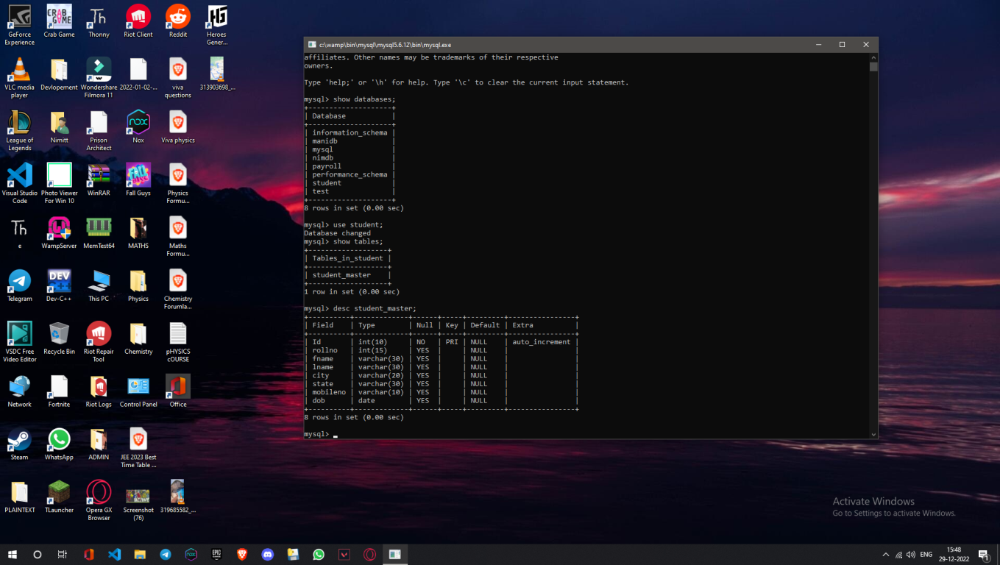 GeForce Experience
Crab Game
Thonny
Riot Client
Reddit
Heroes Gener...
VLC media player
Devlopement
Wondershare Filmora 11
2022-01-02-...
viva questions
313903698_...
League of Legends
Nimitt
Prison Architect
Nox
Viva physics
Visual Studio Code
Photo Viewer For Win 10
WinRAR
Fall Guys
Physics Formu...
e
WampServer
MemTest64
MATHS
Maths Formu...
Telegram
Dev-C++
This PC
Physics
Chemistry Forumla...
VSDC Free Video Editor
Recycle Bin
Riot Repair Tool
Chemistry
pHYSICS cOURSE
Network
Fortnite
Riot Logs
Control Panel
Office
Steam
WhatsApp
ADMIN
JEE 2023 Best Time Table ...
PLAINTEXT
TLauncher
Opera GX Browser
Screenshot (76)
319685582_...
c:\wamp\bin\mysql\mysql5.6.12\bin\mysql.exe
affiliates. Other names may be trademarks of their respective
owners.
Type 'help;' or '\h' for help. Type '\c' to clear the current input statement.
mysql> show databases;
+--------------------+
| Database           |
+--------------------+
| information_schema |
| manidb             |
| mysql              |
| nimdb              |
| payroll            |
| performance_schema |
| student            |
| test               |
+--------------------+
8 rows in set (0.00 sec)
mysql> use student;
Database changed
mysql> show tables;
+-------------------+
| Tables_in_student |
+-------------------+
| student_master    |
+-------------------+
1 row in set (0.00 sec)
mysql> desc student_master;
+----------+-------------+------+-----+---------+----------------+
| Field    | Type        | Null | Key | Default | Extra          |
+----------+-------------+------+-----+---------+----------------+
| Id       | int(10)     | NO   | PRI | NULL    | auto_increment |
| rollno   | int(15)     | YES  |     | NULL    |                |
| fname    | varchar(30) | YES  |     | NULL    |                |
| lname    | varchar(30) | YES  |     | NULL    |                |
| city     | varchar(20) | YES  |     | NULL    |                |
| state    | varchar(30) | YES  |     | NULL    |                |
| mobileno | varchar(10) | YES  |     | NULL    |                |
| dob      | date        | YES  |     | NULL    |                |
+----------+-------------+------+-----+---------+----------------+
8 rows in set (0.00 sec)
mysql>
Activate Windows
Go to Settings to activate Windows.
ENG
15:48
29-12-2022
1